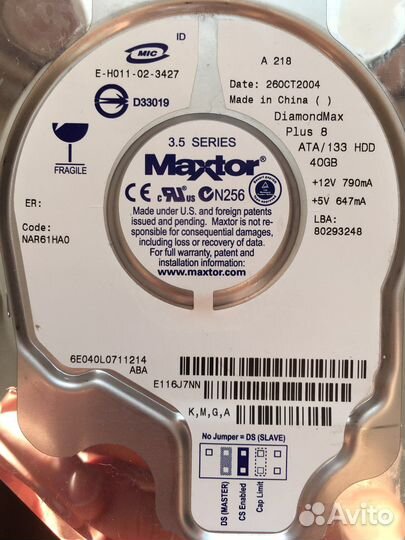 ID
MIC
E-H011-02-3427
D33019
FRAGILE
A 218
Date: 26OCT2004
Made in China ( )
DiamondMax
Plus 8
ATA/133 HDD
40GB
+12V 790mA
+5V 647mA
LBA:
80293248
3.5 SERIES
Maxtor®
CE c UL us N256
Made under U.S. and foreign patents
issued and pending. Maxtor is not re-
sponsible for consequential damages,
including loss or recovery of data.
For full warranty, patent and
installation information:
www.maxtor.com
ER:
Code:
NAR61HA0
6E040L0711214
ABA
E116J7NN
K,M,G,A
No Jumper = DS (SLAVE)
DS (MASTER)
CS Enabled
Cap Limit
Avito